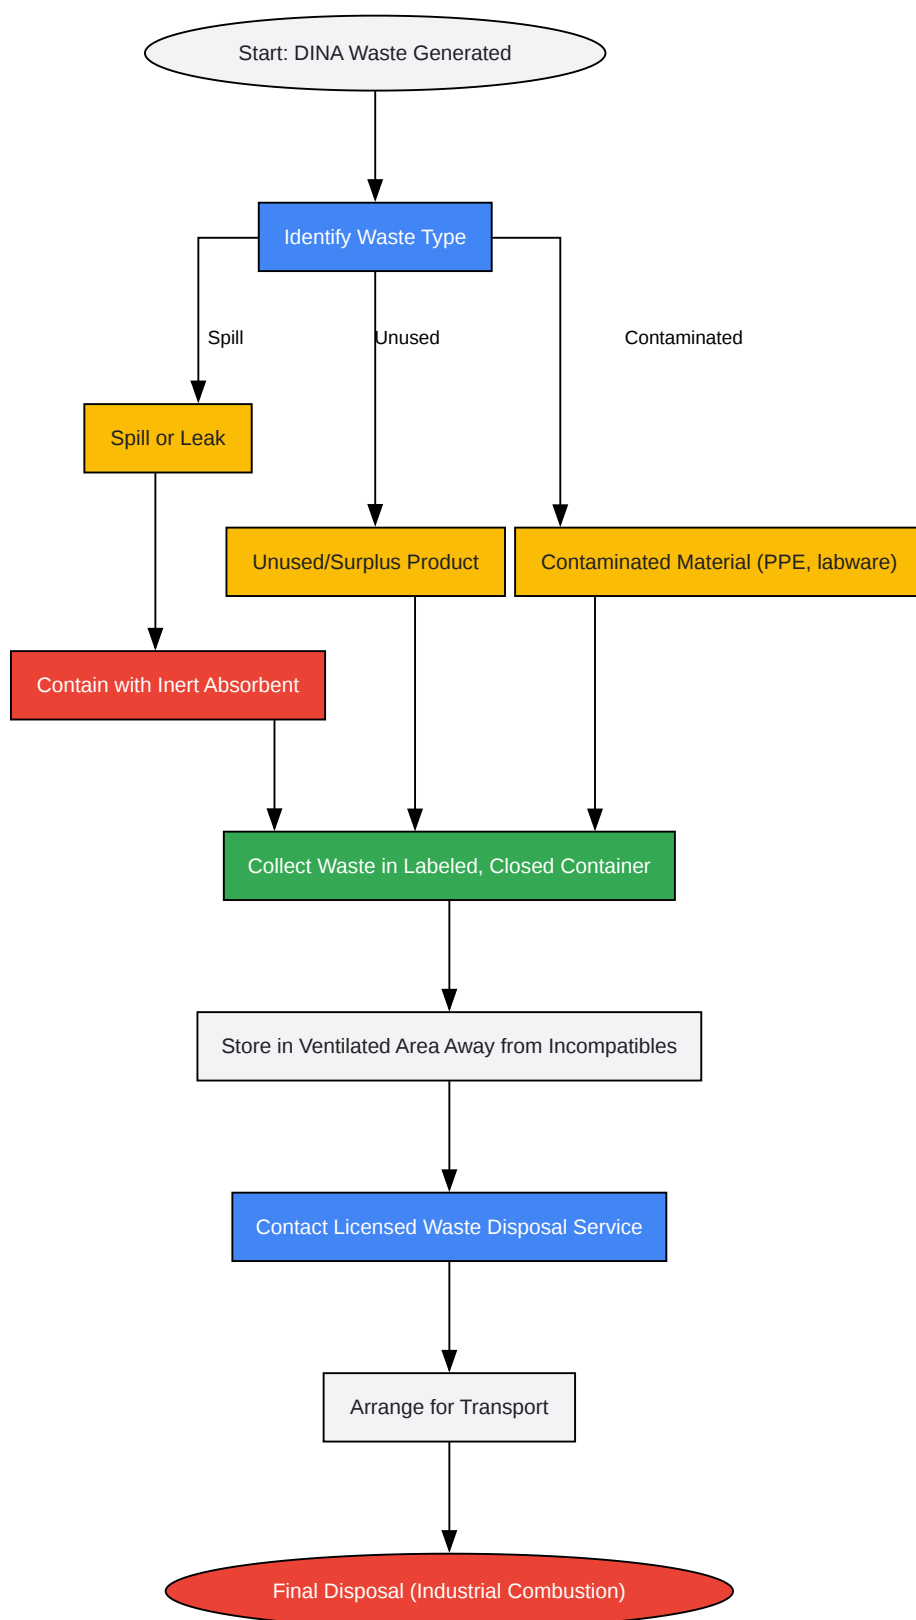 Start: DINA Waste Generated
Identify Waste Type
Spill
Unused
Contaminated
Spill or Leak
Unused/Surplus Product
Contaminated Material (PPE, labware)
Contain with Inert Absorbent
Collect Waste in Labeled, Closed Container
Store in Ventilated Area Away from Incompatibles
Contact Licensed Waste Disposal Service
Arrange for Transport
Final Disposal (Industrial Combustion)